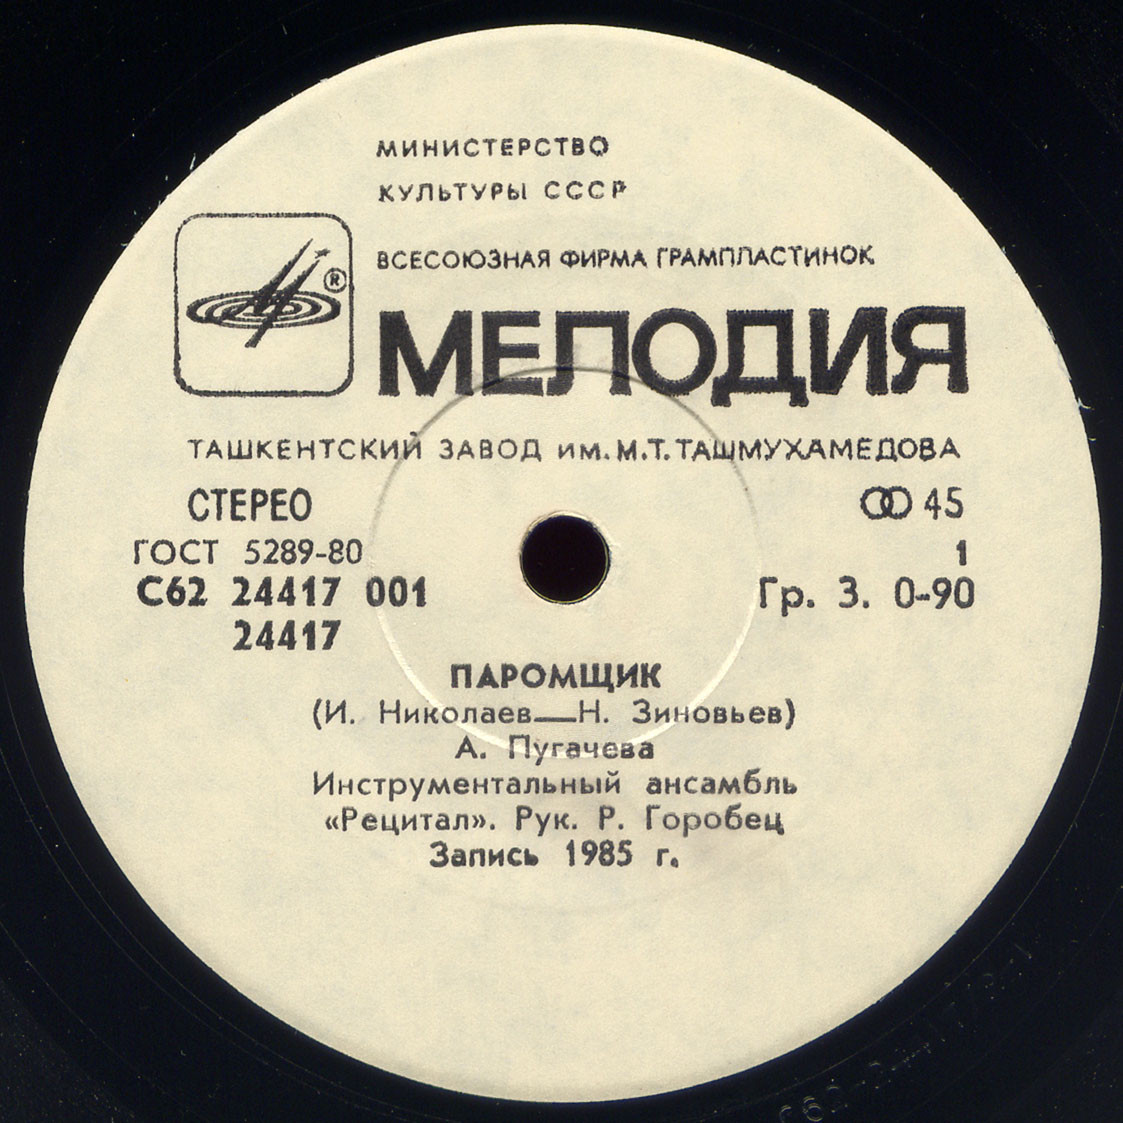 МИНИСТЕРСТВО
КУЛЬТУРЫ СССР
ВСЕСОЮЗНАЯ ФИРМА ГРАМПЛАСТИНОК
®
МЕЛОДИЯ
ТАШКЕНТСКИЙ ЗАВОД им. М.Т. ТАШМУХАМЕДОВА
СТЕРЕО 45
ГОСТ 5289-80 1
С62 24417 001 Гр. 3. 0-90
24417
ПАРОМЩИК
(И. Николаев—Н. Зиновьев)
А. Пугачева
Инструментальный ансамбль
«Рецитал». Рук. Р. Горобец
Запись 1985 г.